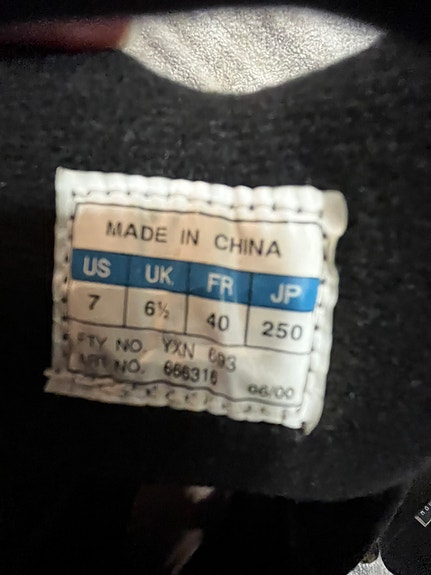 MADE IN CHINA
US UK FR JP
7 6½ 40 250
FTY NO. YXN 693
ART NO. 666316
06/00